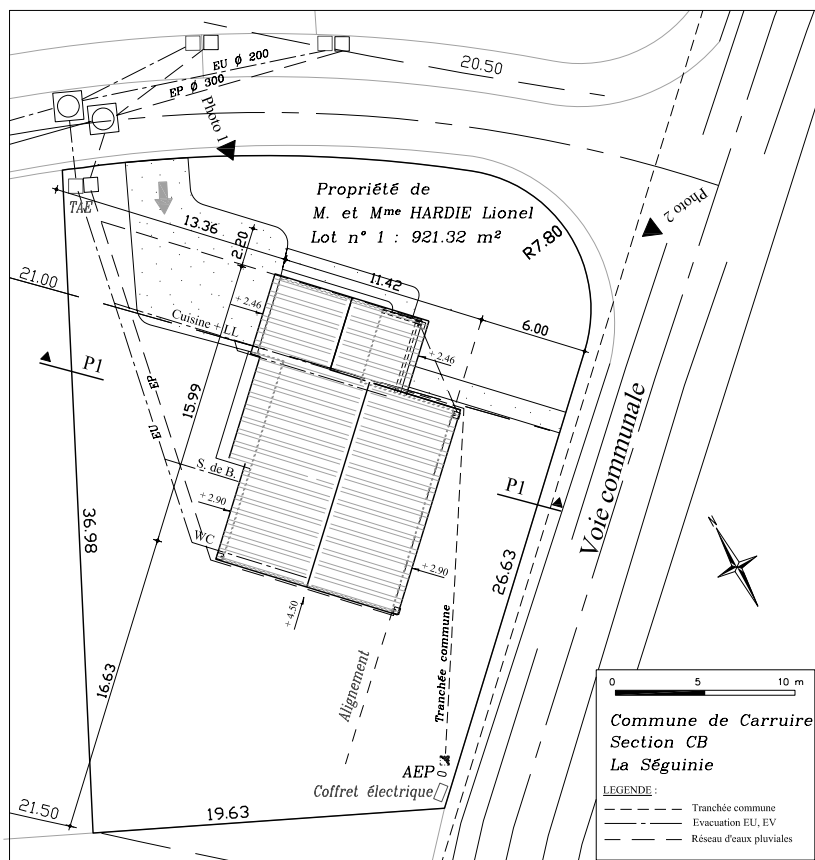 EU Ø 200
EP Ø 300
20.50
Photo 1
Photo 2
TAE
Propriété de
M. et Mme HARDIE Lionel
Lot n° 1 : 921.32 m²
R7.80
13.36
2.20
11.42
6.00
21.00
+ 2.46
Cuisine + LL
+ 2.46
P1
EP
EU
15.99
S. de B.
P1
+ 2.90
WC
+ 2.90
36.98
26.63
Voie communale
N
+ 4.50
Tranchée commune
Alignement
16.63
AEP
Coffret électrique
21.50
19.63
0 5 10 m
Commune de Carruire
Section CB
La Séguinie
LEGENDE :
Tranchée commune
Evacuation EU, EV
Réseau d'eaux pluviales